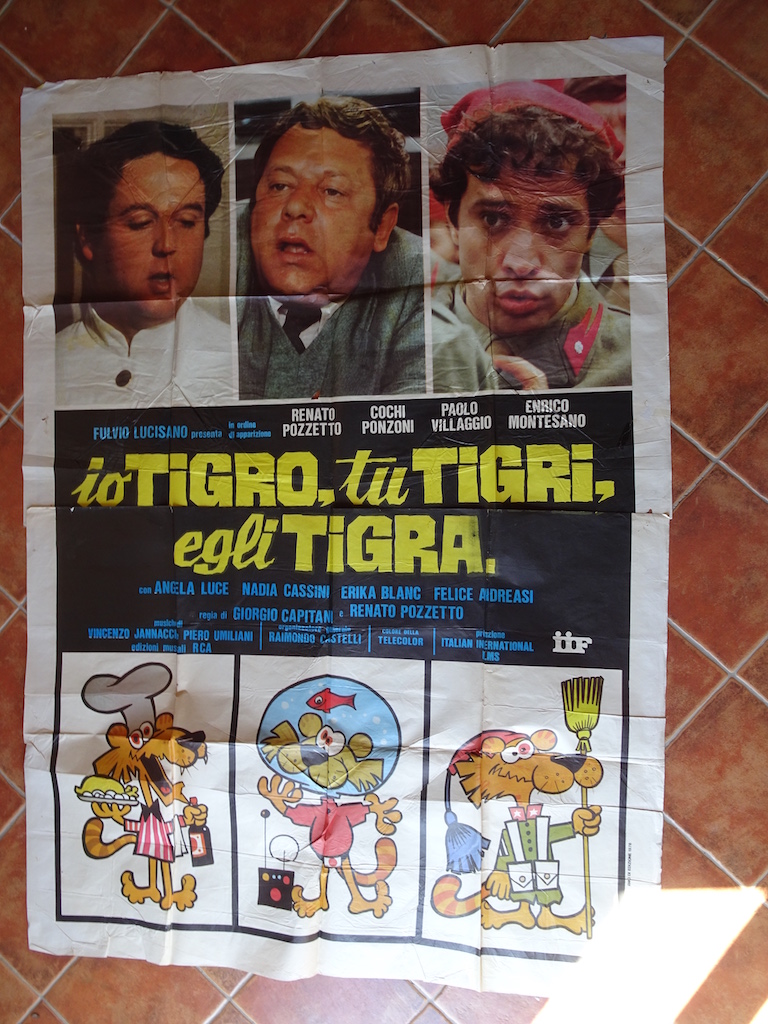 FULVIO LUCISANO presenta in ordine di apparizione
RENATO POZZETTO COCHI PONZONI PAOLO VILLAGGIO ENRICO MONTESANO
io TIGRO, tu TIGRI,
egli TIGRA.
con ANGELA LUCE NADIA CASSINI ERIKA BLANC FELICE ANDREASI
regia di GIORGIO CAPITANI e RENATO POZZETTO
musiche di
VINCENZO JANNACCI PIERO UMILIANI
edizioni musicali RCA
RAIMONDO CASTELLI
COLORE DELLA
TELECOLOR
ITALIAN INTERNATIONAL
FILMS
iiF